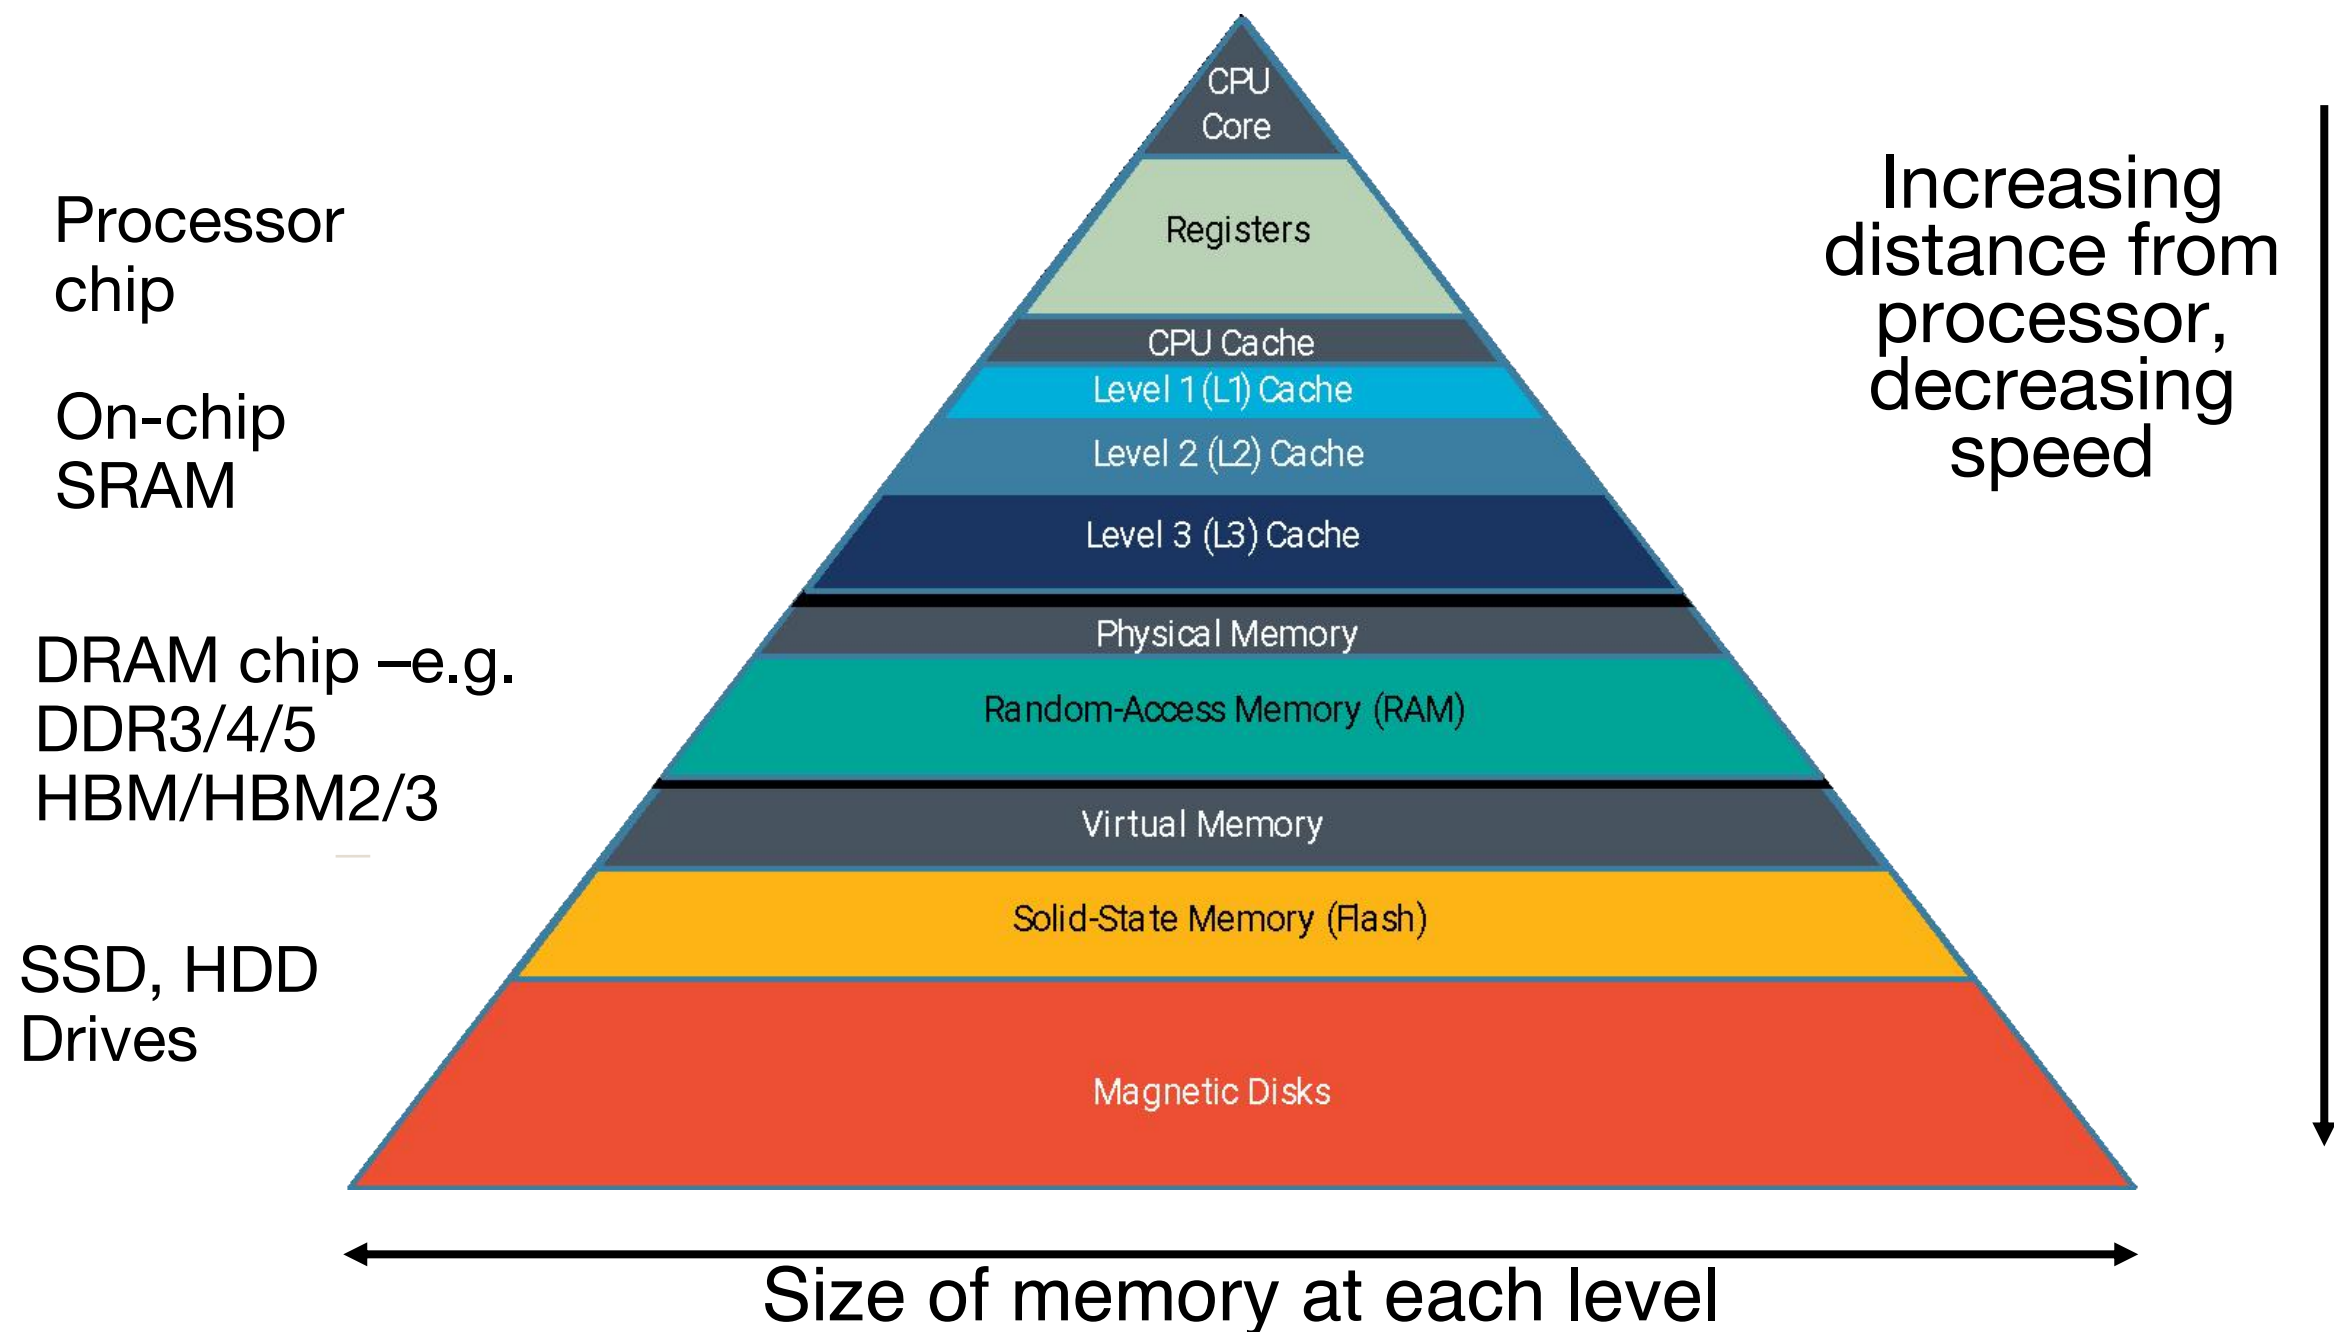 CPU
Core
Registers
CPU Cache
Level 1 (L1) Cache
Level 2 (L2) Cache
Level 3 (L3) Cache
Physical Memory
Random-Access Memory (RAM)
Virtual Memory
Solid-State Memory (Flash)
Magnetic Disks
Processor
chip
On-chip
SRAM
DRAM chip –e.g.
DDR3/4/5
HBM/HBM2/3
SSD, HDD
Drives
Increasing
distance from
processor,
decreasing
speed
Size of memory at each level